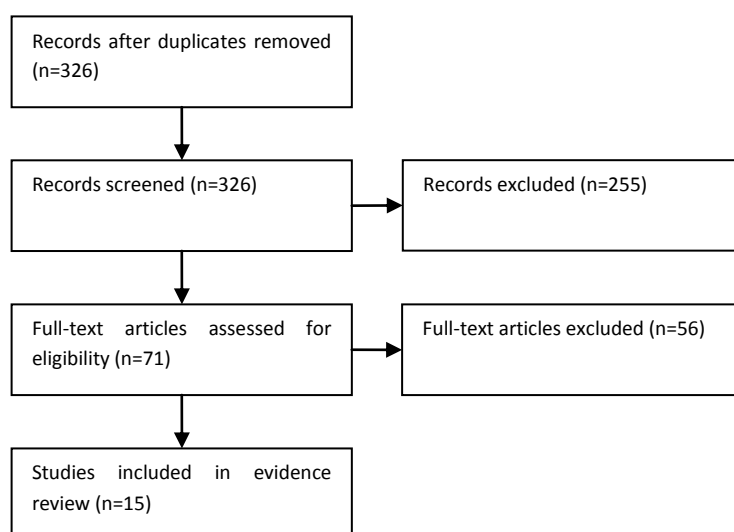 Records after duplicates removed
(n=326)
Records screened (n=326)
Records excluded (n=255)
Full-text articles assessed for
eligibility (n=71)
Full-text articles excluded (n=56)
Studies included in evidence
review (n=15)